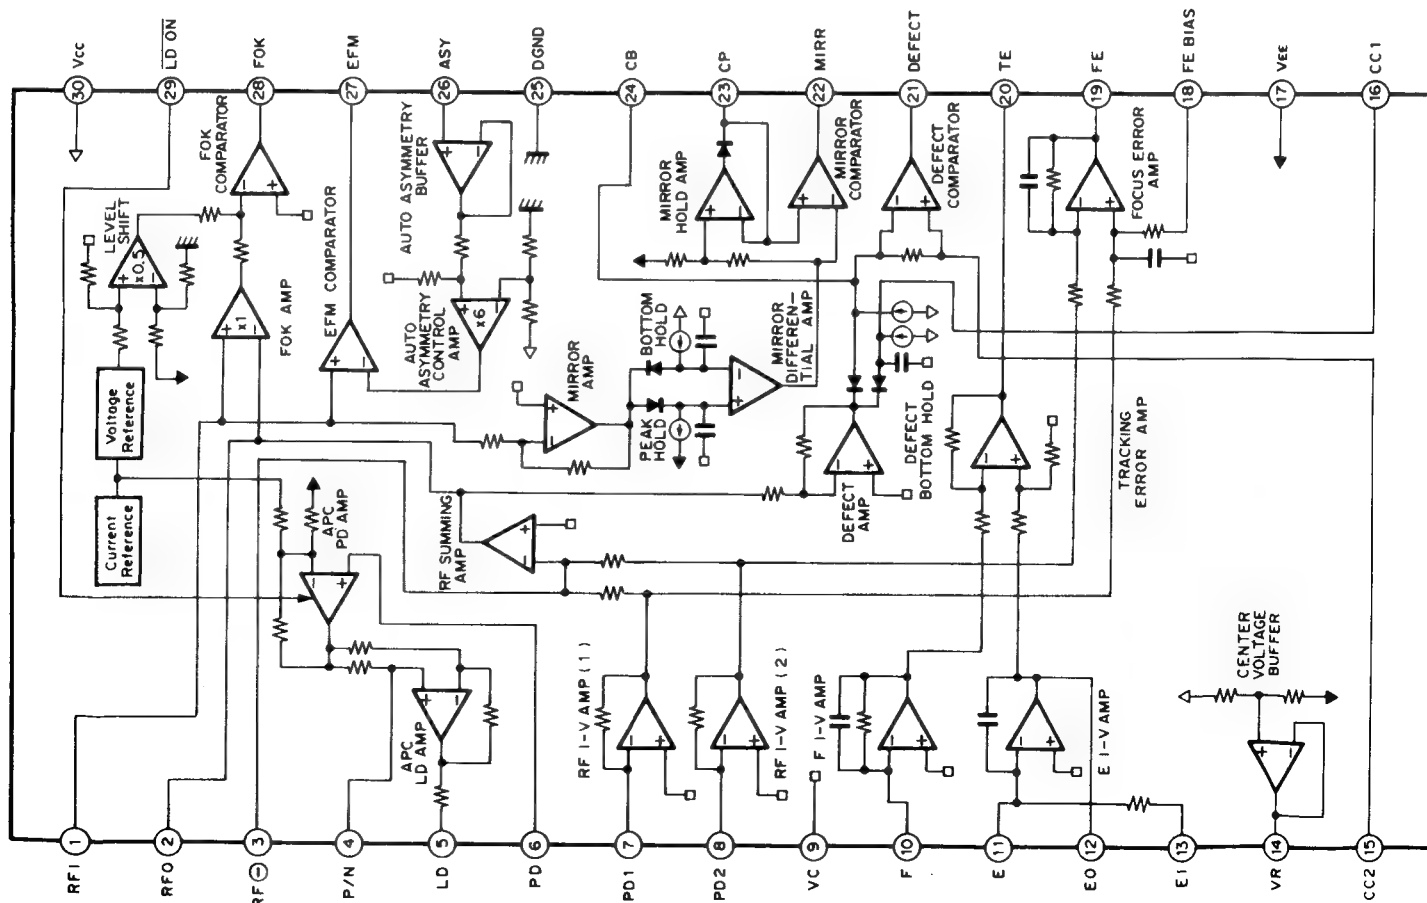 30 Vcc
29 LD ON
28 FOK
27 EFM
26 ASY
25 DGND
24 CB
23 CP
22 MIRR
21 DEFECT
20 TE
19 FE
18 FE BIAS
17 VEE
16 CC1
FOK
COMPARATOR
LEVEL
SHIFT
×0.5
+
−
FOK AMP
×1
EFM COMPARATOR
AUTO ASYMMETRY
BUFFER
AUTO
ASYMMETRY
CONTROL
AMP
×6
MIRROR
HOLD AMP
MIRROR
COMPARATOR
DEFECT
COMPARATOR
FOCUS ERROR
AMP
Voltage
Reference
Current
Reference
MIRROR
AMP
BOTTOM
HOLD
PEAK
HOLD
MIRROR
DIFFEREN-
TIAL AMP
DEFECT
AMP
DEFECT
BOTTOM HOLD
TRACKING
ERROR AMP
APC
PD AMP
RF SUMMING
AMP
APC
LD AMP
RF I-V AMP (1)
RF I-V AMP (2)
F I-V AMP
E I-V AMP
CENTER
VOLTAGE
BUFFER
1 RFI
2 RFO
3 RF⊖
4 P/N
5 LD
6 PD
7 PD1
8 PD2
9 VC
10 F
11 E
12 EO
13 EI
14 VR
15 CC2